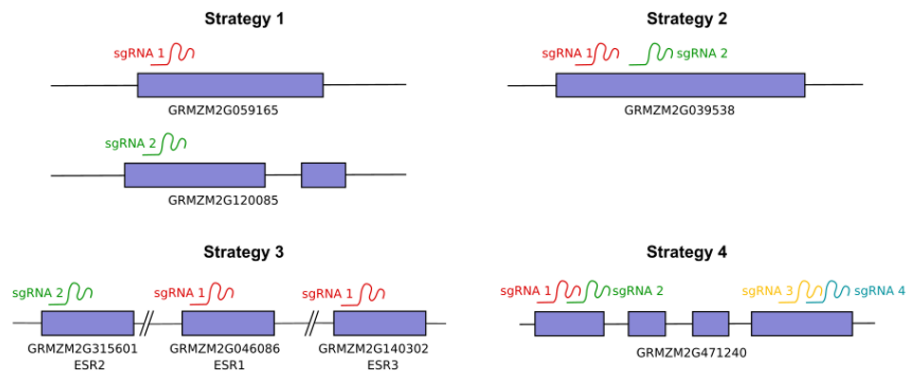 Strategy 1
sgRNA 1
GRMZM2G059165
sgRNA 2
GRMZM2G120085
Strategy 2
sgRNA 1 sgRNA 2
GRMZM2G039538
Strategy 3
sgRNA 2 sgRNA 1 sgRNA 1
GRMZM2G315601 GRMZM2G046086 GRMZM2G140302
ESR2 ESR1 ESR3
Strategy 4
sgRNA 1 sgRNA 2 sgRNA 3 sgRNA 4
GRMZM2G471240